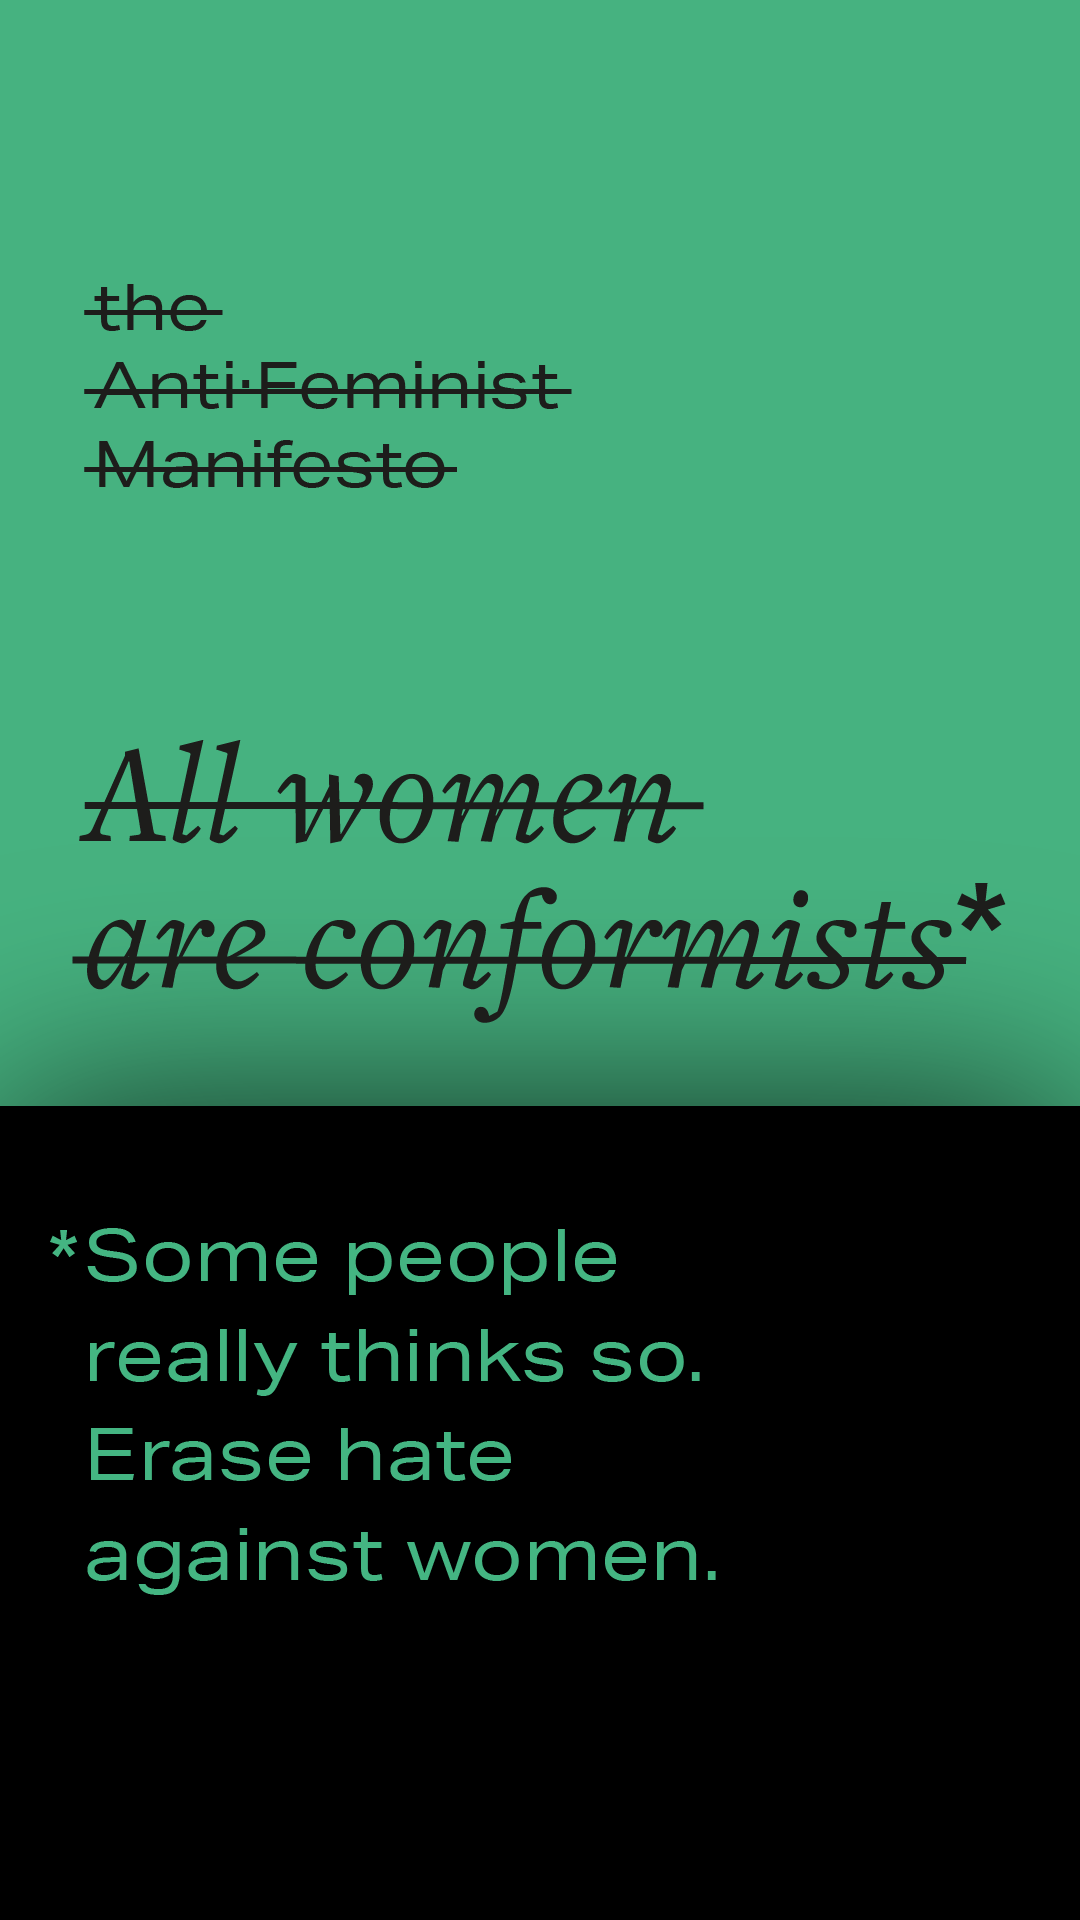 the
Anti·Feminist
Manifesto
All women
are conformists*
*Some people
really thinks so.
Erase hate
against women.